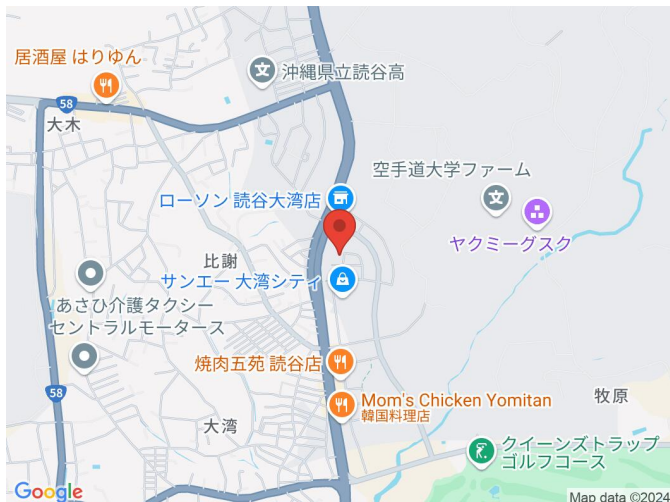 居酒屋 はりゆん
沖縄県立読谷高
58
大木
空手道大学ファーム
ローソン 読谷大湾店
ヤクミーグスク
比謝
サンエー 大湾シティ
あさひ介護タクシー
セントラルモータース
焼肉五苑 読谷店
58
Mom's Chicken Yomitan
韓国料理店
牧原
大湾
クイーンズトラップ
ゴルフコース
Google
Map data ©2024